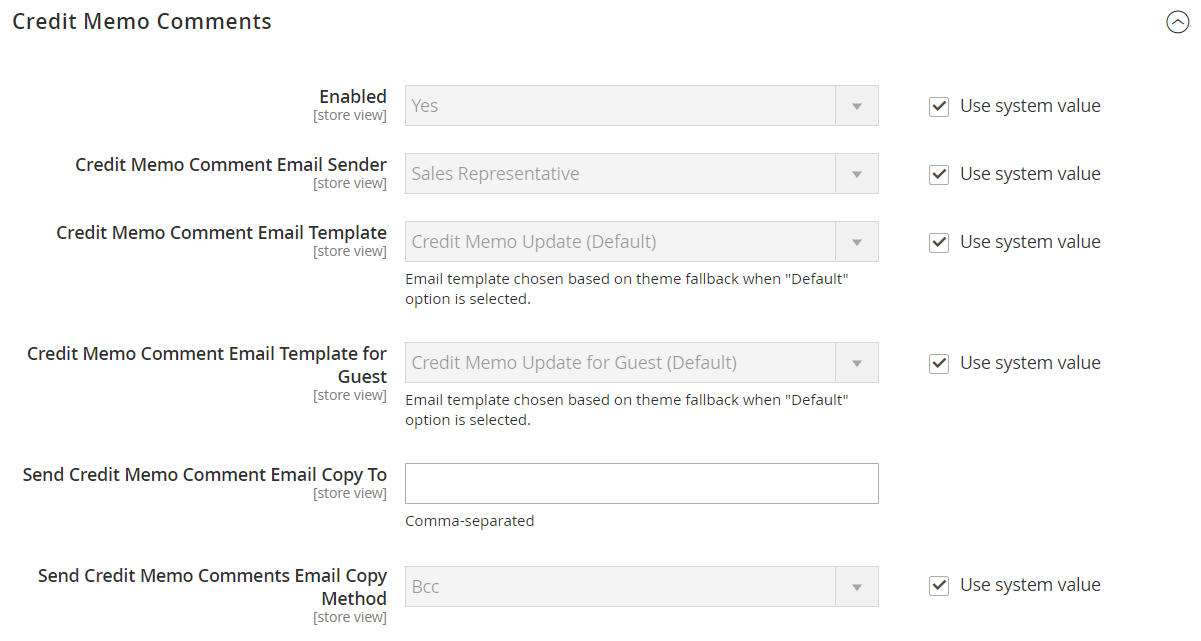 Credit Memo Comments
Enabled
[store view]
Yes
Use system value
Credit Memo Comment Email Sender
[store view]
Sales Representative
Use system value
Credit Memo Comment Email Template
[store view]
Credit Memo Update (Default)
Use system value
Email template chosen based on theme fallback when "Default"
option is selected.
Credit Memo Comment Email Template for
Guest
[store view]
Credit Memo Update for Guest (Default)
Use system value
Email template chosen based on theme fallback when "Default"
option is selected.
Send Credit Memo Comment Email Copy To
[store view]
Comma-separated
Send Credit Memo Comments Email Copy
Method
[store view]
Bcc
Use system value